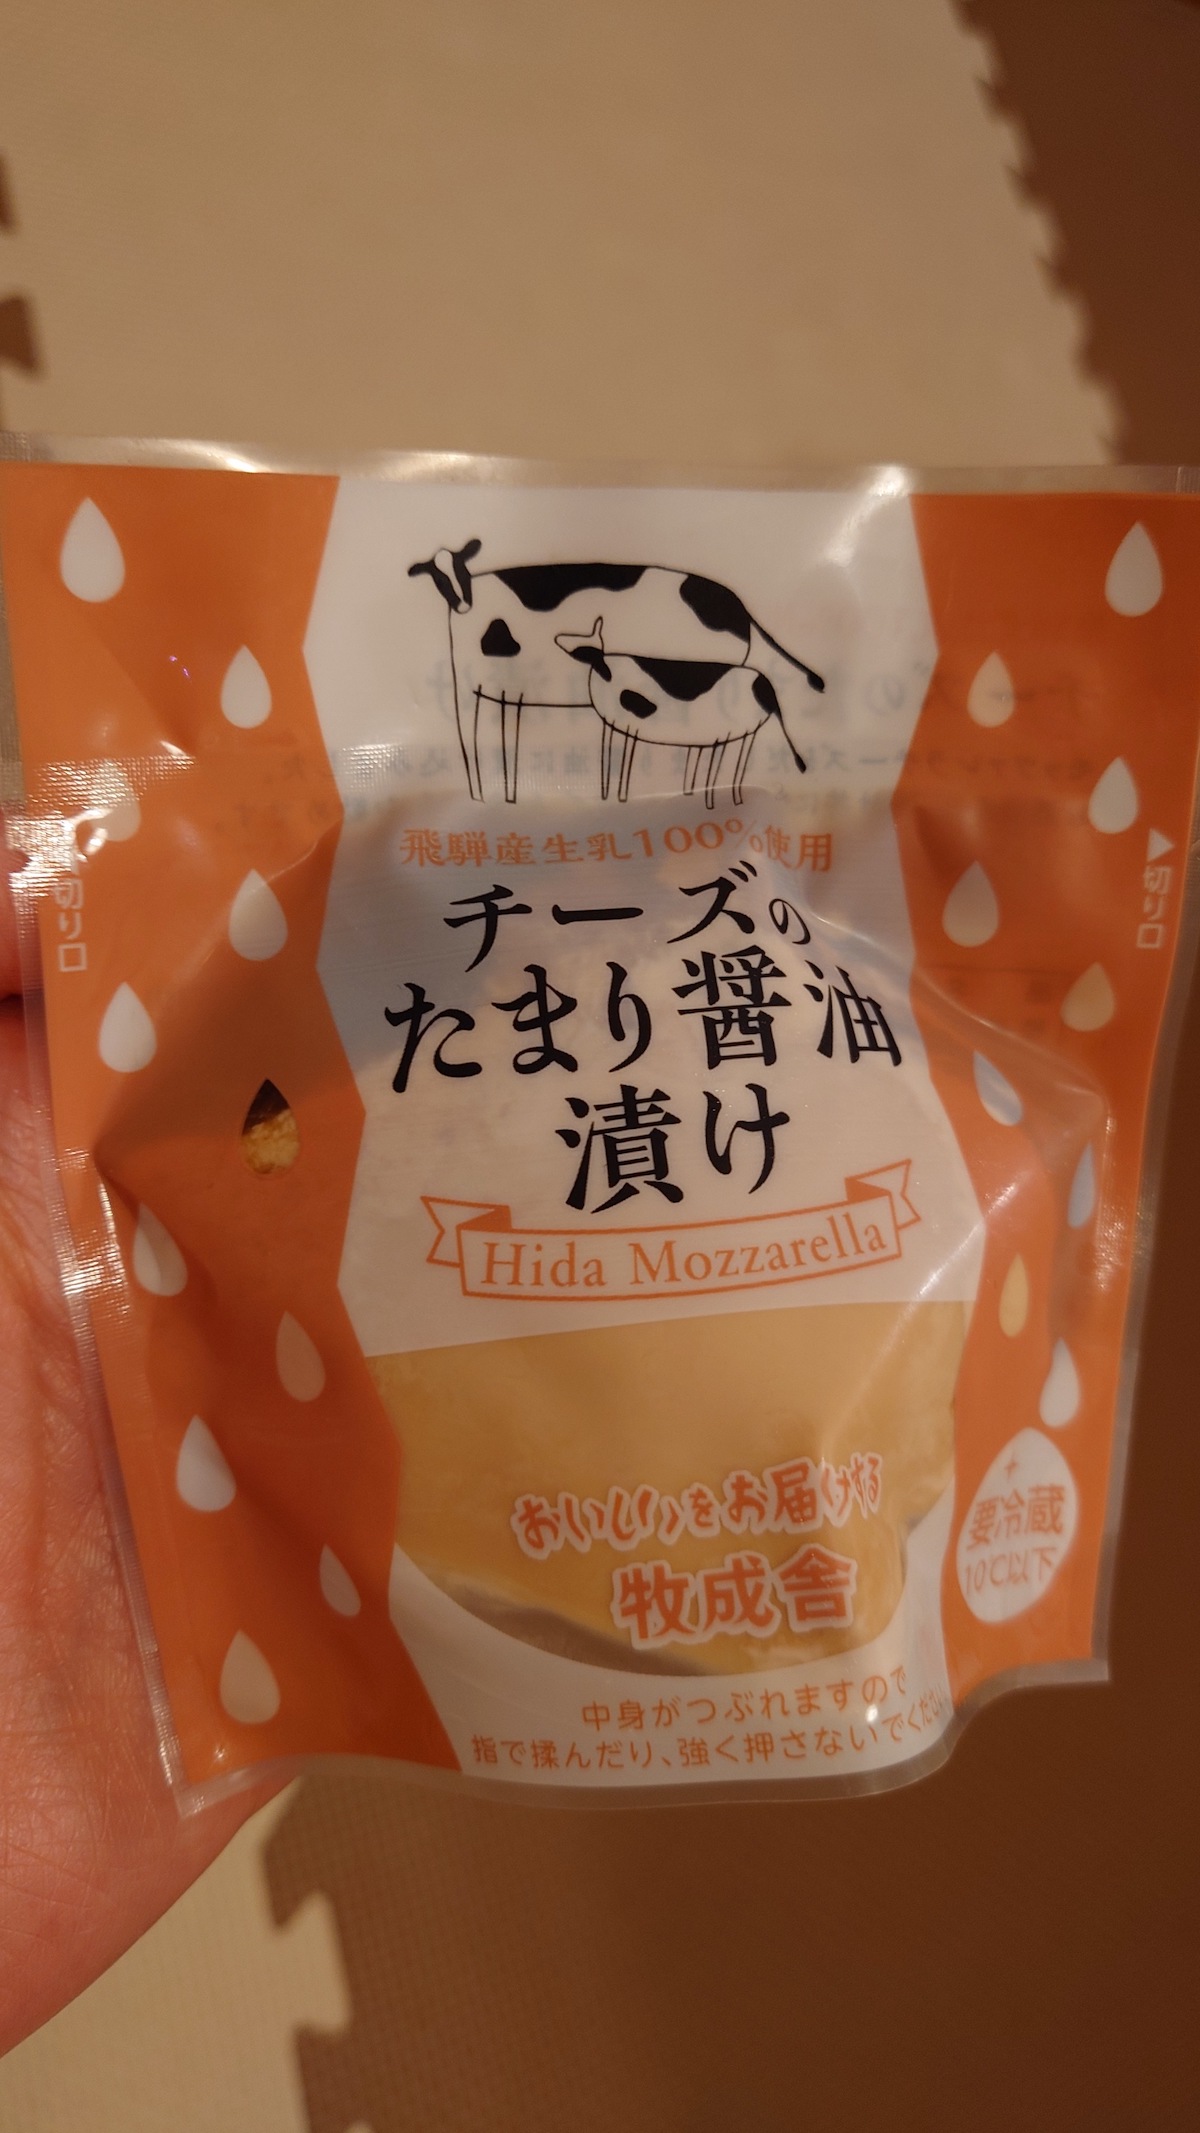 飛騨産生乳100%使用
チーズの
たまり醤油
漬け
Hida Mozzarella
▶切り口
切り口
おいしいをお届けする
牧成舎
要冷蔵
10℃以下
中身がつぶれますので
指で揉んだり、強く押さないでください